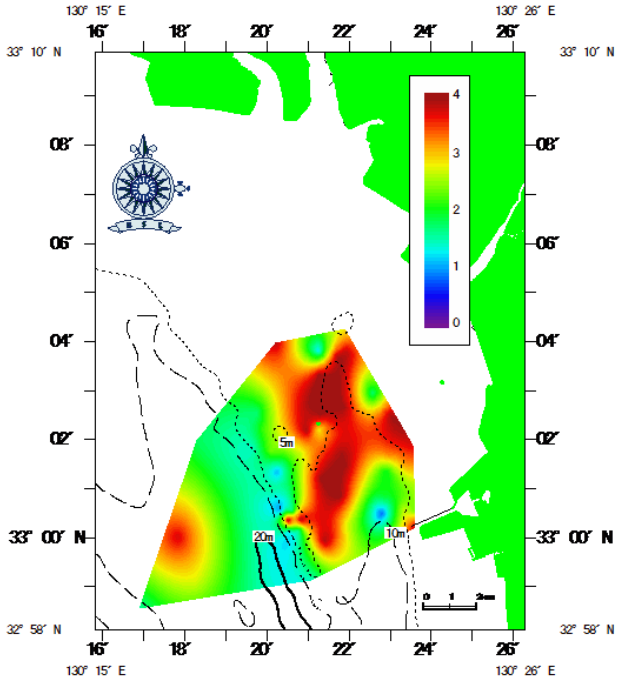 130° 15′ E 130° 26′ E
33° 10′ N 16′ 18′ 20′ 22′ 24′ 26′ 33° 10′ N
4
08′ 3 08′
2
06′ 1 06′
0
04′ 04′
02′ 02′
5m
33° 00′ N 20m 10m 33° 00′ N
0 1 2km
32° 58′ N 32° 58′ N
16′ 18′ 20′ 22′ 24′ 26′
130° 15′ E 130° 26′ E